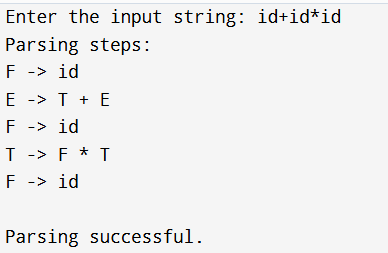 Enter the input string: id+id*id
Parsing steps:
F -> id
E -> T + E
F -> id
T -> F * T
F -> id
Parsing successful.